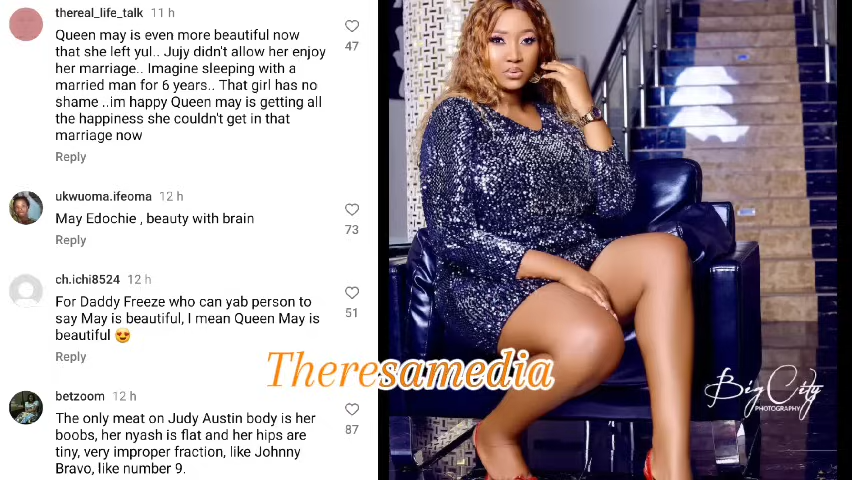 thereal_life_talk 11 h
Queen may is even more beautiful now
that she left yul.. Jujy didn't allow her enjoy
her marriage.. Imagine sleeping with a
married man for 6 years.. That girl has no
shame ..im happy Queen may is getting all
the happiness she couldn't get in that
marriage now
47
Reply
ukwuoma.ifeoma 12 h
May Edochie , beauty with brain
73
Reply
ch.ichi8524 12 h
For Daddy Freeze who can yab person to
say May is beautiful, I mean Queen May is
beautiful 😍
51
Reply
betzoom 12 h
The only meat on Judy Austin body is her
boobs, her nyash is flat and her hips are
tiny, very improper fraction, like Johnny
Bravo, like number 9.
87
Theresamedia
Big City
PHOTOGRAPHY